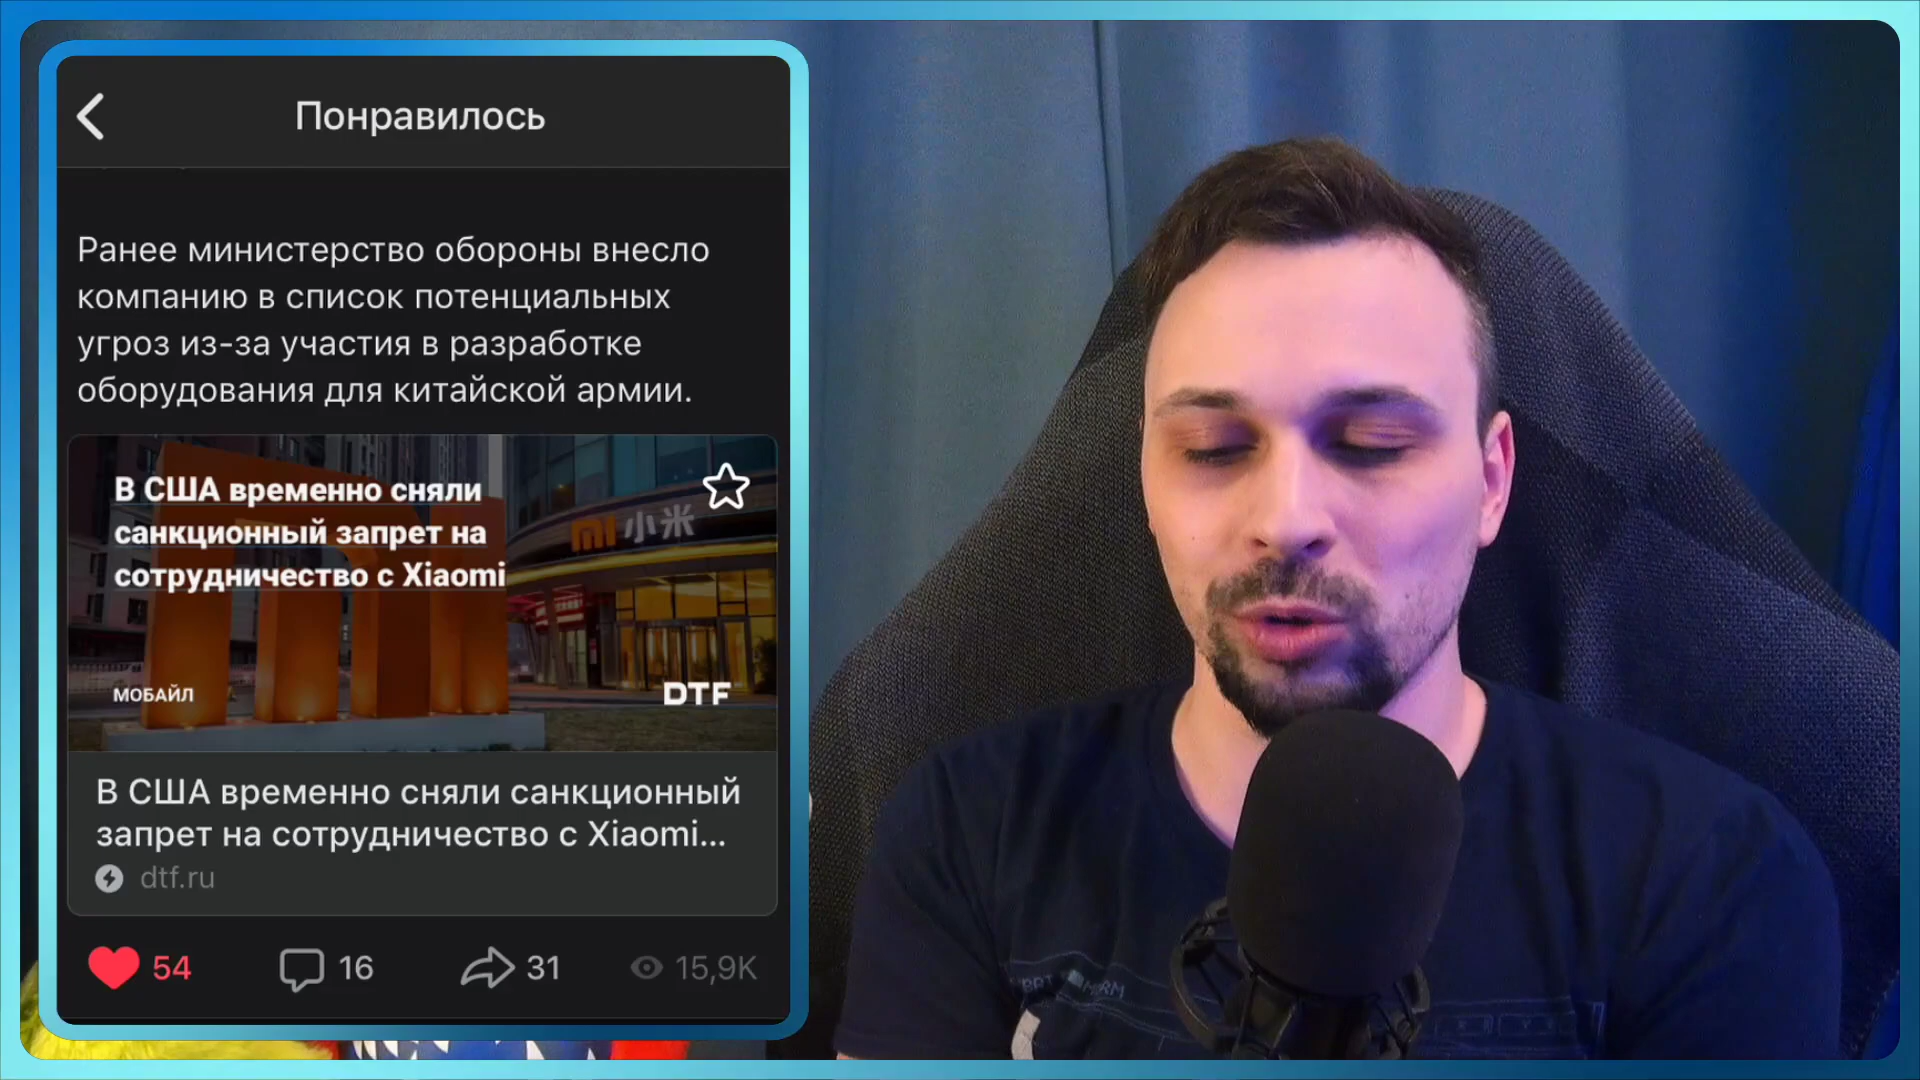 Понравилось
Ранее министерство обороны внесло
компанию в список потенциальных
угроз из-за участия в разработке
оборудования для китайской армии.
В США временно сняли
санкционный запрет на
сотрудничество с Xiaomi
mi 小米
МОБАЙЛ
DTF
В США временно сняли санкционный
запрет на сотрудничество с Xiaomi...
dtf.ru
54
16
31
15,9K